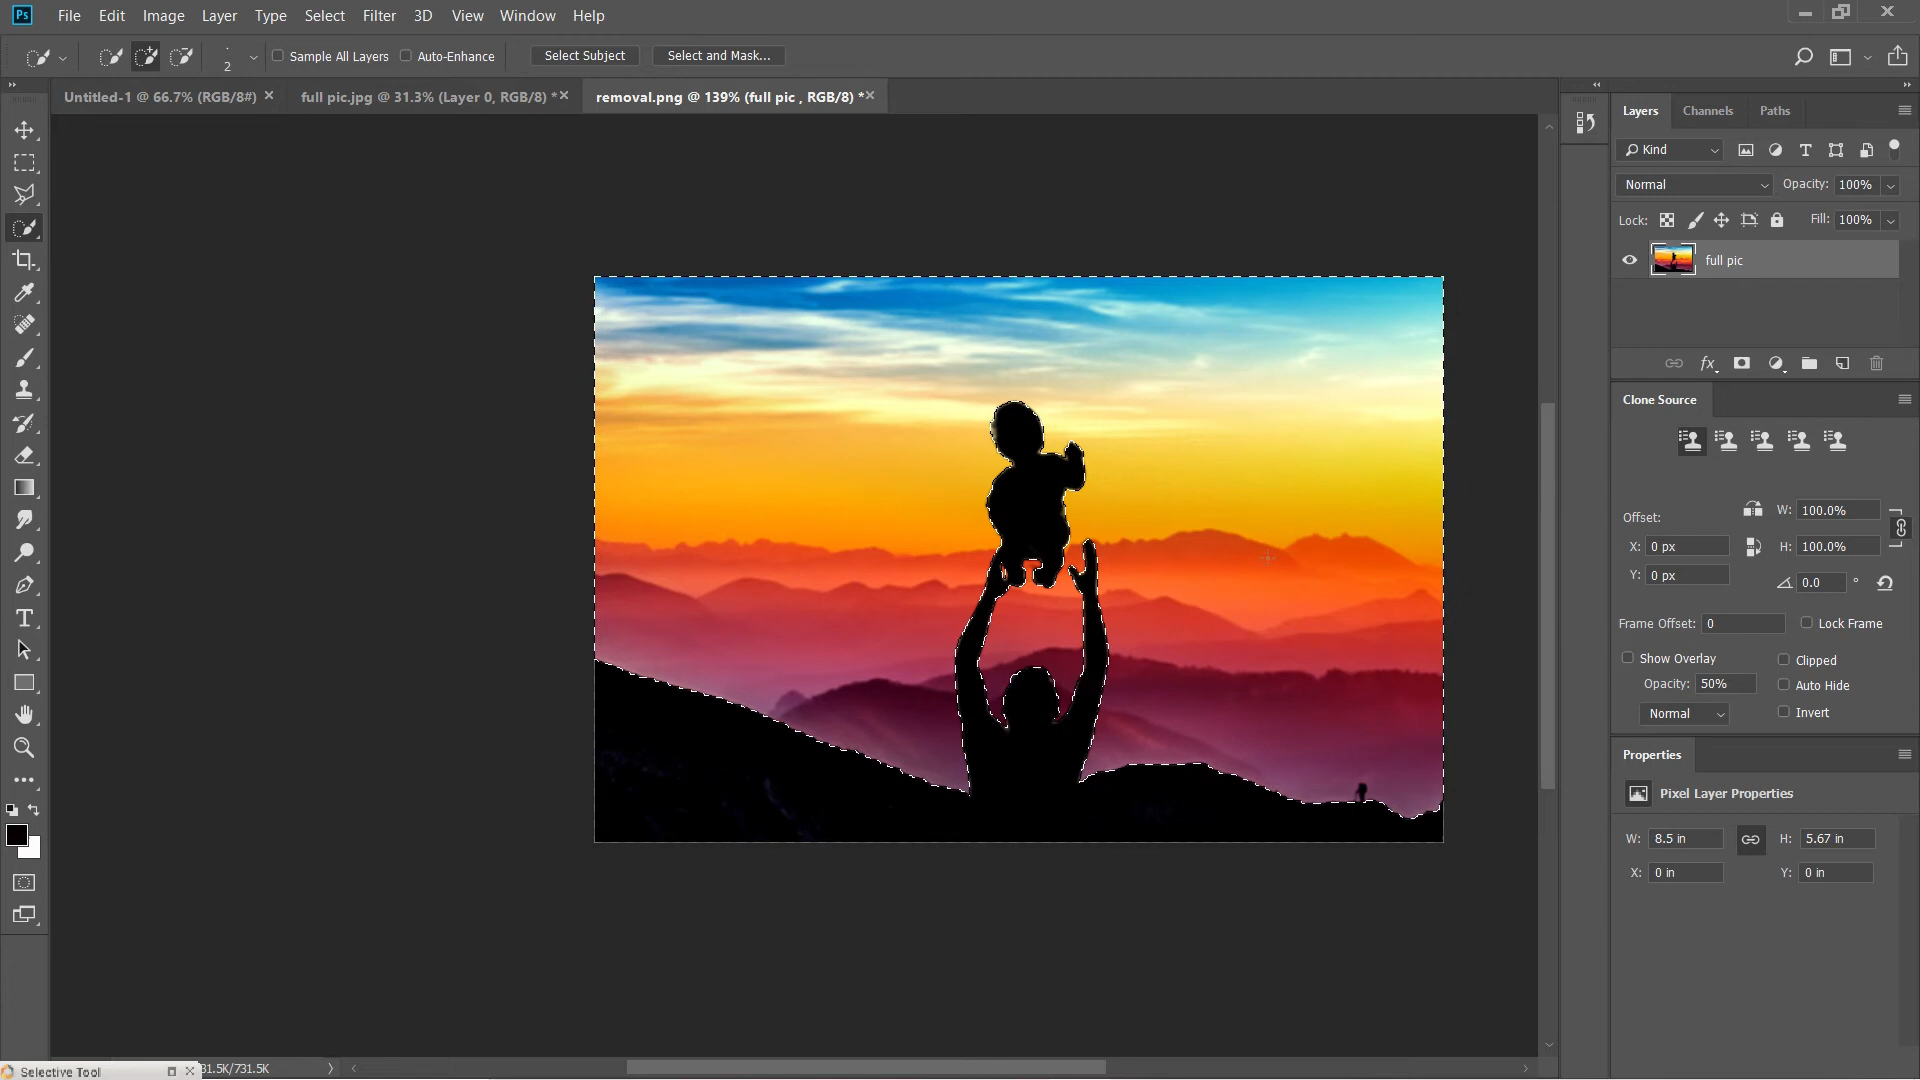 Ps File Edit Image Layer Type Select Filter 3D View Window Help
2 Sample All Layers Auto-Enhance Select Subject Select and Mask...
Untitled-1 @ 66.7% (RGB/8#) full pic.jpg @ 31.3% (Layer 0, RGB/8) * removal.png @ 139% (full pic , RGB/8) *
Layers Channels Paths
Kind
Normal Opacity: 100%
Lock: Fill: 100%
full pic
fx
Clone Source
Offset: W: 100.0%
X: 0 px H: 100.0%
Y: 0 px 0.0 °
Frame Offset: 0 Lock Frame
Show Overlay Clipped
Opacity: 50% Auto Hide
Normal Invert
Properties
Pixel Layer Properties
W: 8.5 in H: 5.67 in
X: 0 in Y: 0 in
Selective Tool 31.5K/731.5K